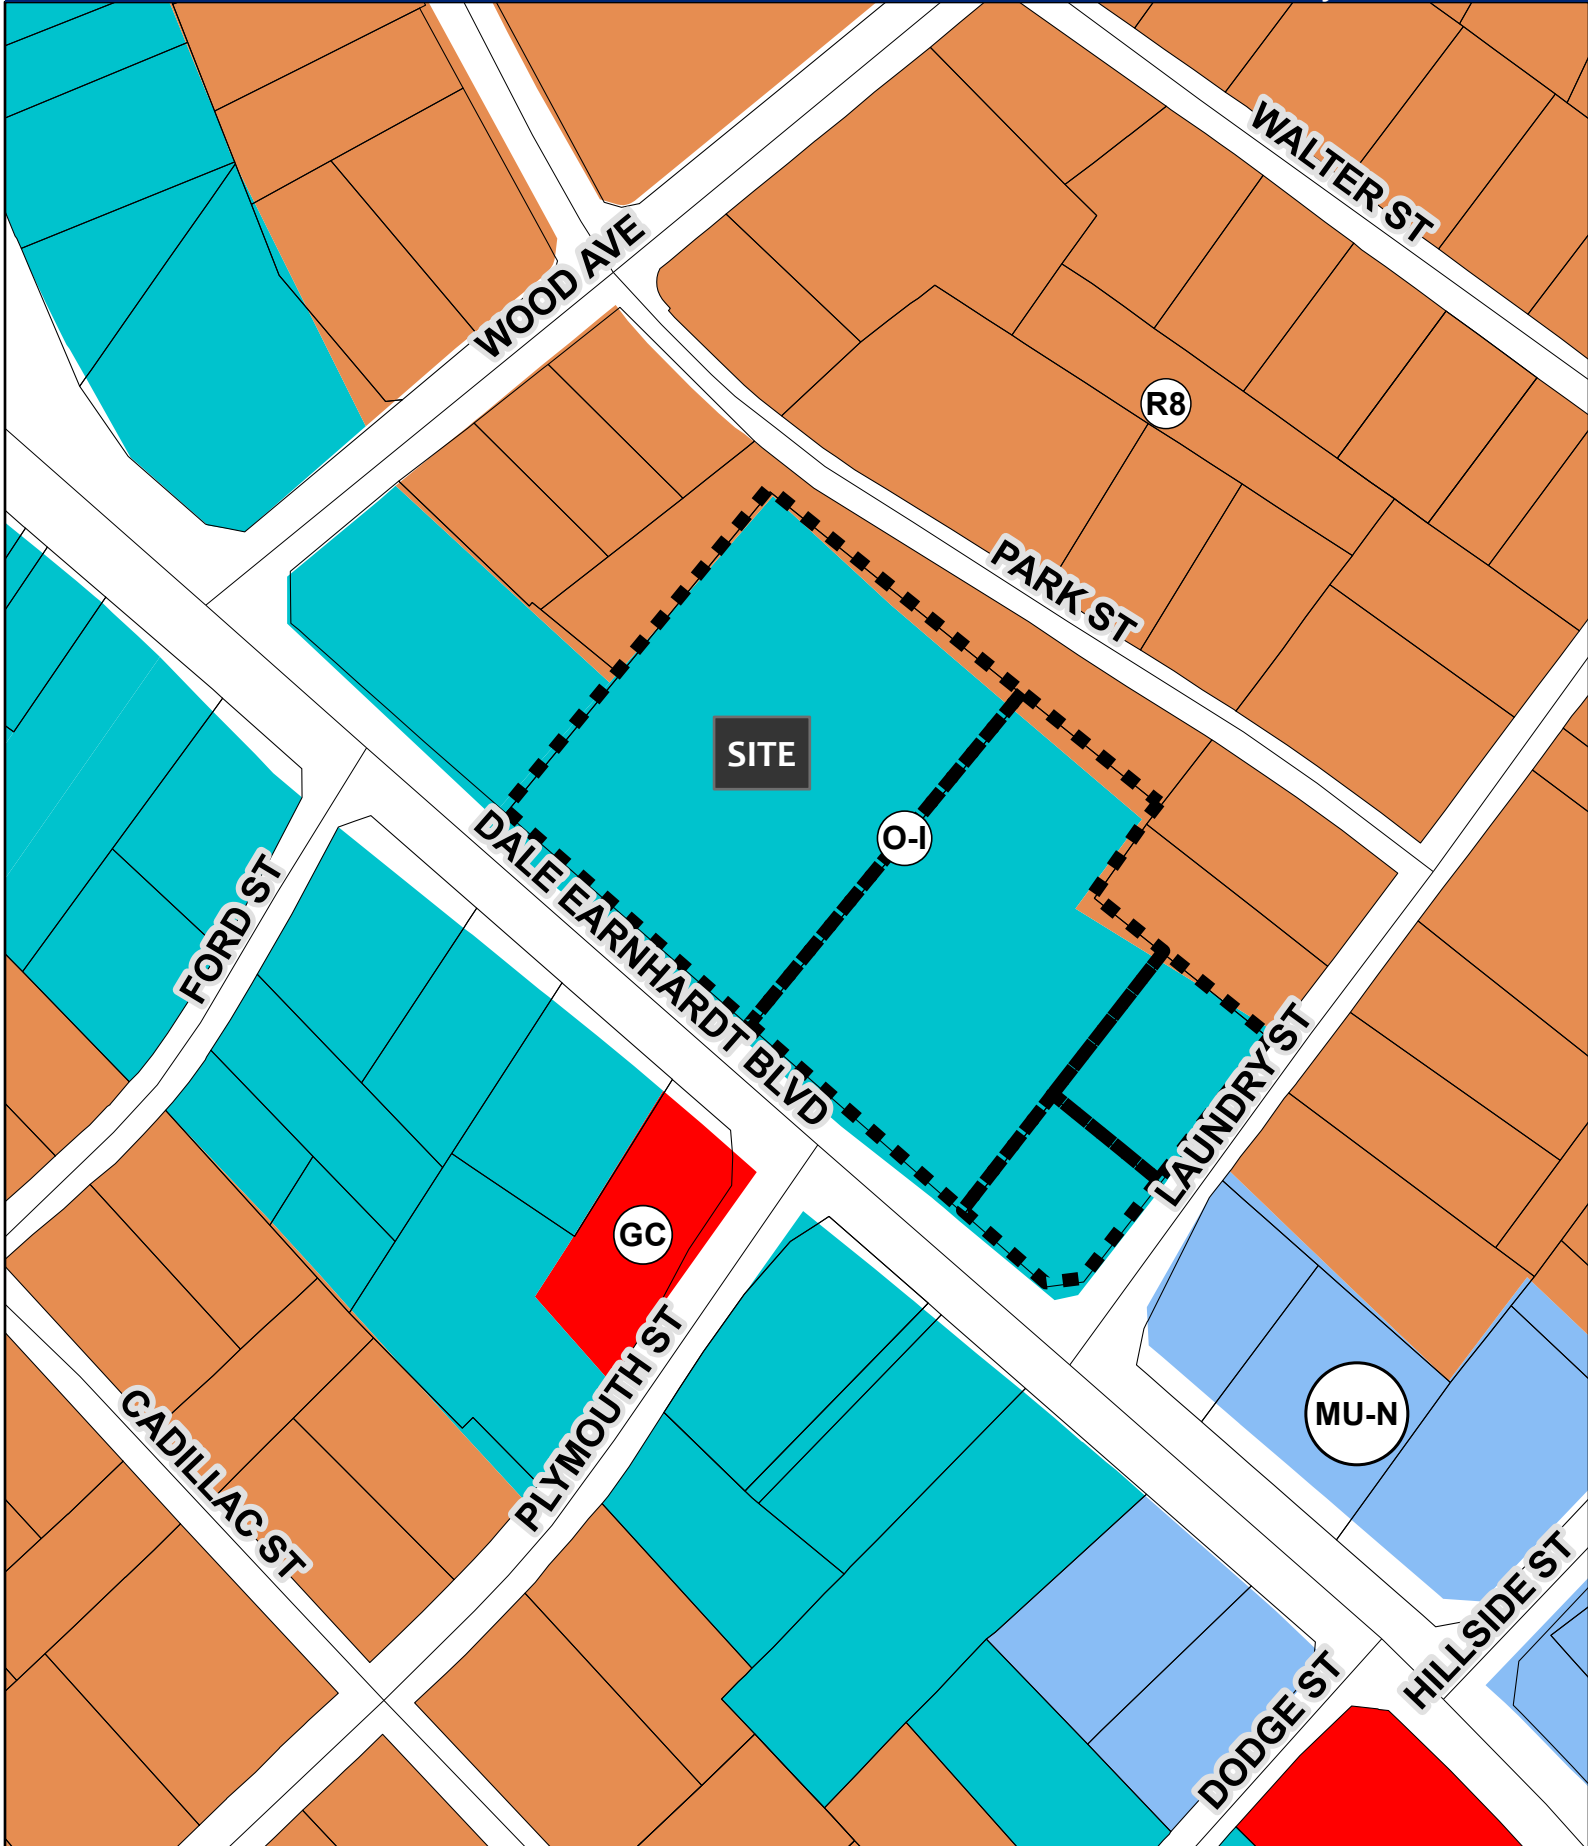 WALTER ST
WOOD AVE
R8
PARK ST
SITE
O-I
DALE EARNHARDT BLVD
FORD ST
LAUNDRY ST
GC
PLYMOUTH ST
MU-N
CADILLAC ST
HILLSIDE ST
DODGE ST